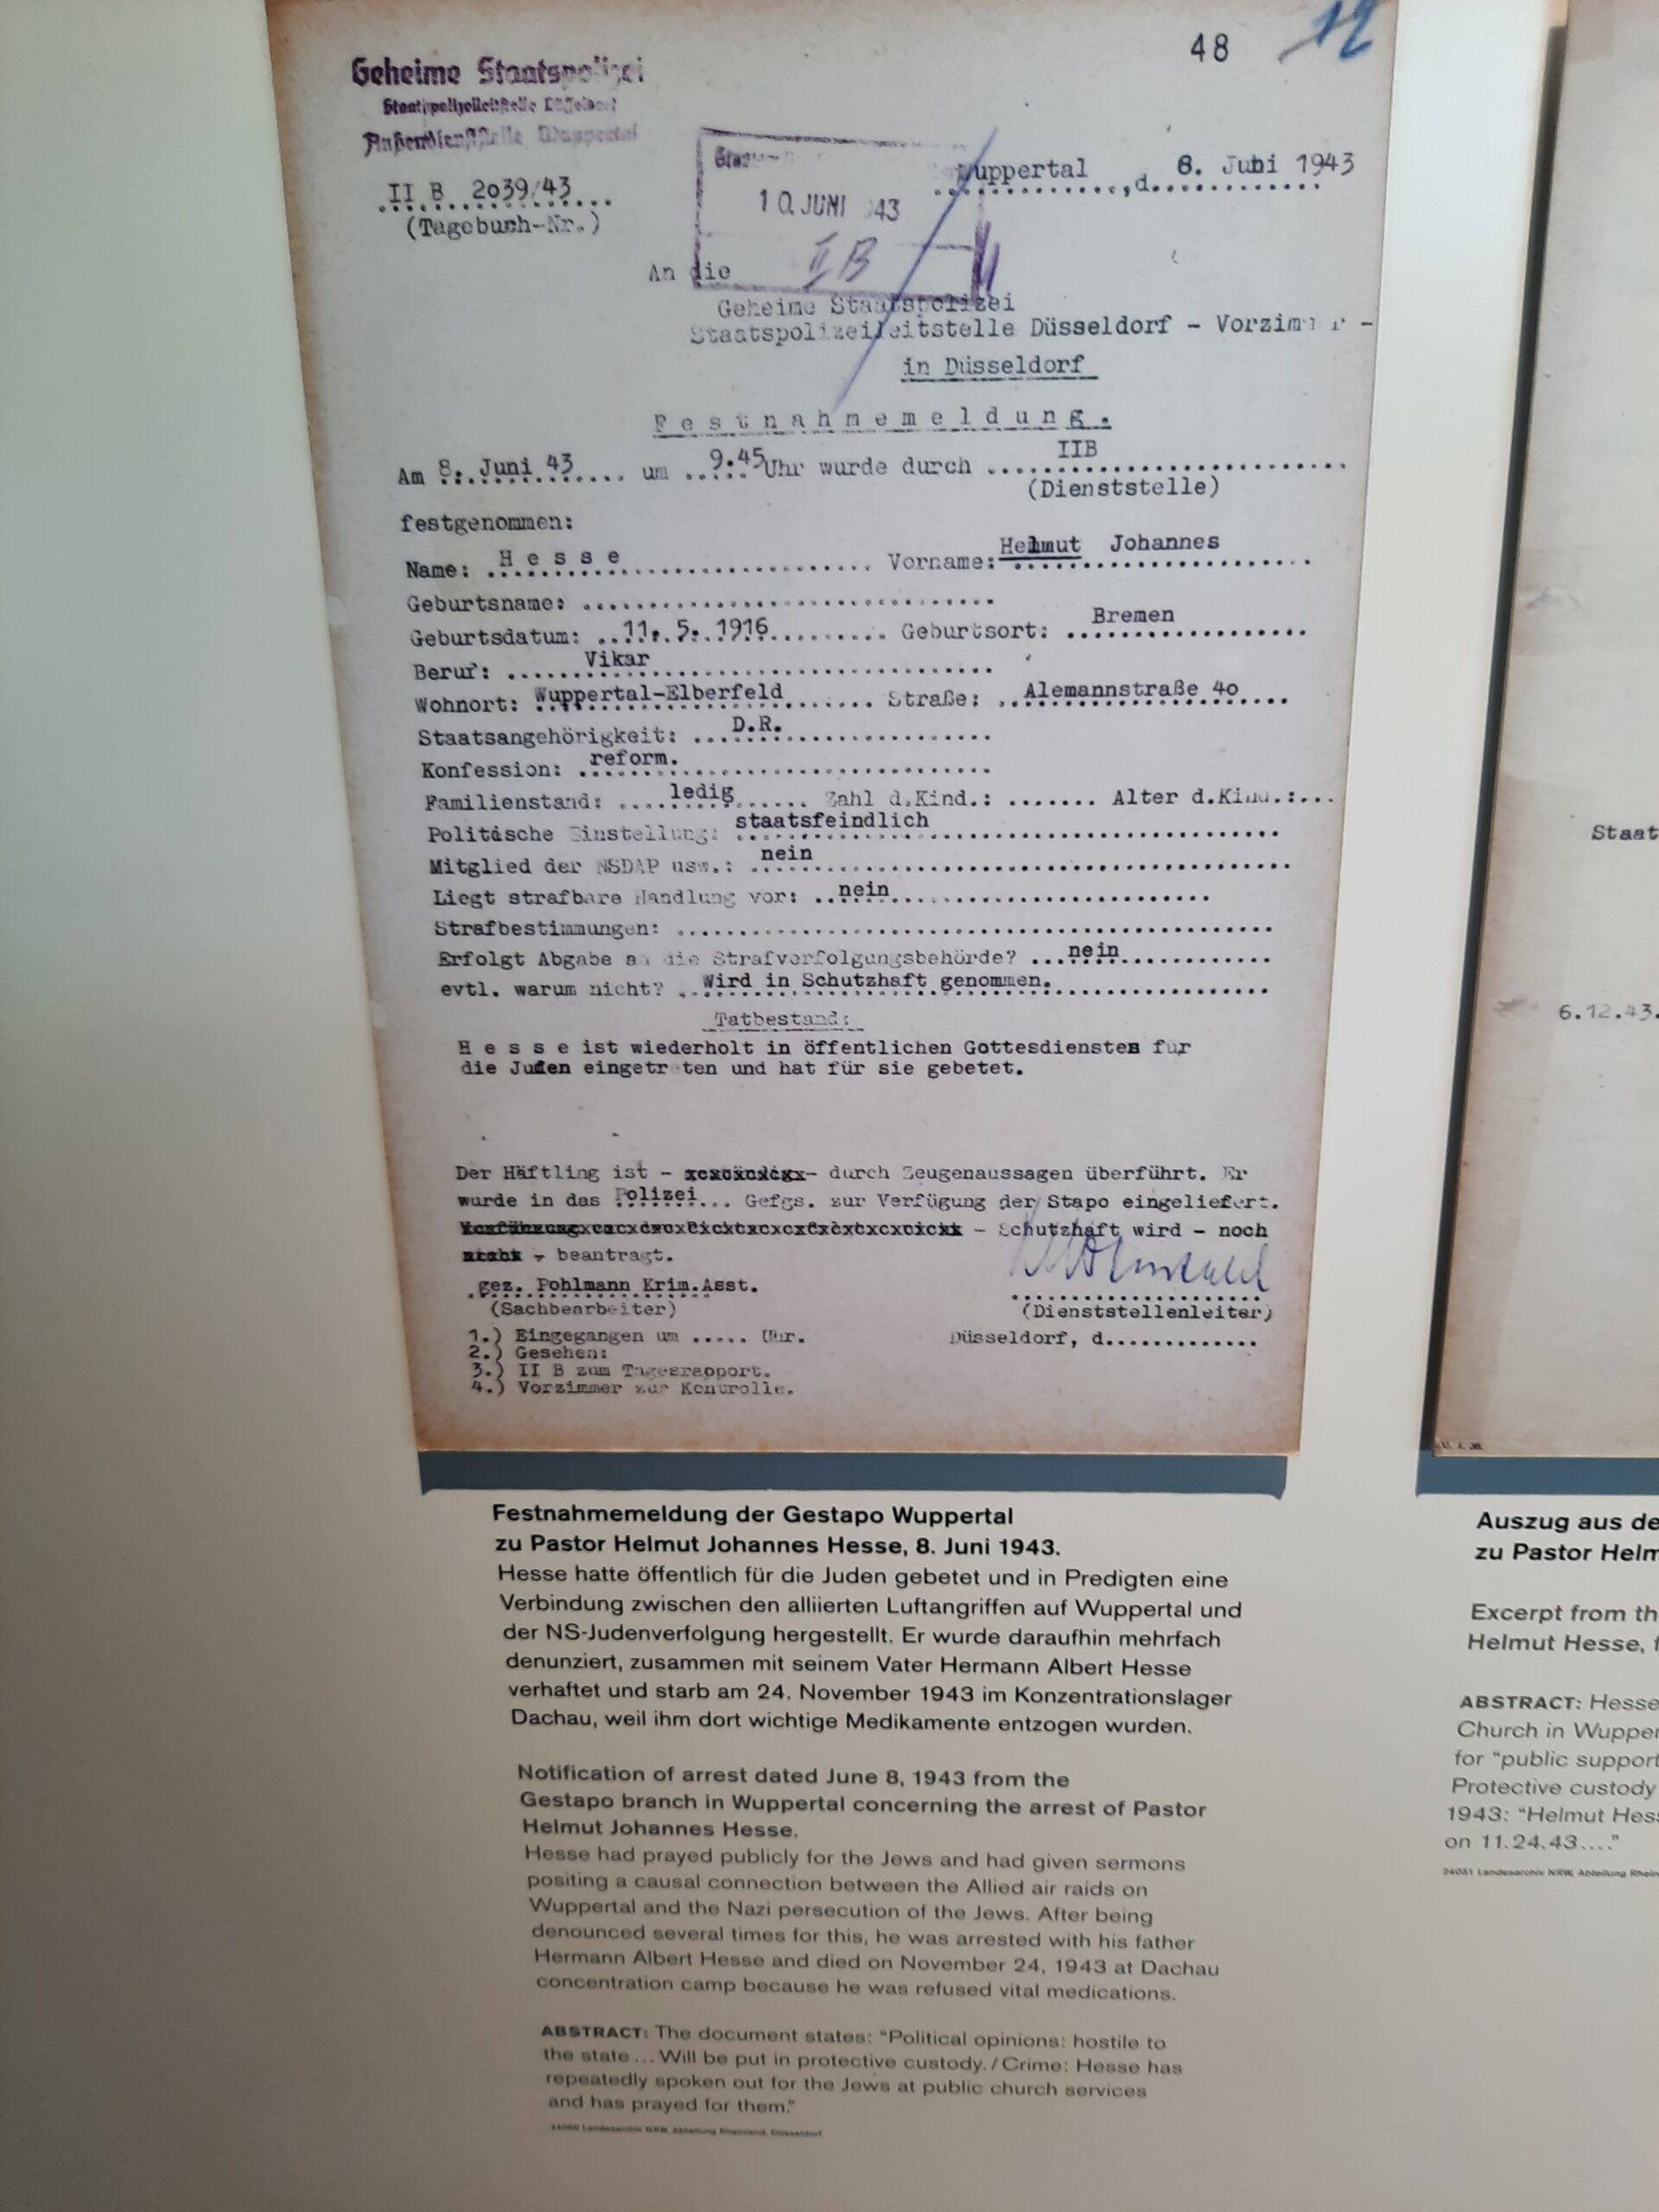 48 12
Geheime Staatspolizei
Staatspolizeileitstelle Düsseldorf
Außendienststelle Wuppertal
II B 2039/43
(Tagebuch-Nr.)
10. JUNI 43
II B
Wuppertal, d. 8. Juni 1943
An die
Geheime Staatspolizei
Staatspolizeileitstelle Düsseldorf - Vorzimmer -
in Düsseldorf
Festnahmemeldung.
Am 8. Juni 43 um 9.45 Uhr wurde durch IIB
(Dienststelle)
festgenommen:
Name: Hesse Vorname: Helmut Johannes
Geburtsname:
Geburtsdatum: 11. 5. 1916 Geburtsort: Bremen
Beruf: Vikar
Wohnort: Wuppertal-Elberfeld Straße: Alemannstraße 4o
Staatsangehörigkeit: D.R.
Konfession: reform.
Familienstand: ledig Zahl d.Kind.: Alter d.Kind.:
Politische Einstellung: staatsfeindlich
Mitglied der NSDAP usw.: nein
Liegt strafbare Handlung vor: nein
Strafbestimmungen:
Erfolgt Abgabe an die Strafverfolgungsbehörde? nein
evtl. warum nicht? Wird in Schutzhaft genommen.
Tatbestand:
Hesse ist wiederholt in öffentlichen Gottesdiensten für
die Juden eingetreten und hat für sie gebetet.
Der Häftling ist - durch Zeugenaussagen überführt. Er
wurde in das Polizei Gefgs. zur Verfügung der Stapo eingeliefert.
- Schutzhaft wird - noch
nicht - beantragt.
gez. Pohlmann Krim.Asst.
(Sachbearbeiter) (Dienststellenleiter)
1.) Eingegangen um ..... Uhr. Düsseldorf, d.
2.) Gesehen:
3.) II B zum Tagesrapport.
4.) Vorzimmer zur Kontrolle.
Festnahmemeldung der Gestapo Wuppertal
zu Pastor Helmut Johannes Hesse, 8. Juni 1943.
Hesse hatte öffentlich für die Juden gebetet und in Predigten eine
Verbindung zwischen den alliierten Luftangriffen auf Wuppertal und
der NS-Judenverfolgung hergestellt. Er wurde daraufhin mehrfach
denunziert, zusammen mit seinem Vater Hermann Albert Hesse
verhaftet und starb am 24. November 1943 im Konzentrationslager
Dachau, weil ihm dort wichtige Medikamente entzogen wurden.
Notification of arrest dated June 8, 1943 from the
Gestapo branch in Wuppertal concerning the arrest of Pastor
Helmut Johannes Hesse.
Hesse had prayed publicly for the Jews and had given sermons
positing a causal connection between the Allied air raids on
Wuppertal and the Nazi persecution of the Jews. After being
denounced several times for this, he was arrested with his father
Hermann Albert Hesse and died on November 24, 1943 at Dachau
concentration camp because he was refused vital medications.
ABSTRACT: The document states: "Political opinions: hostile to
the state ... Will be put in protective custody. / Crime: Hesse has
repeatedly spoken out for the Jews at public church services
and has prayed for them."
24080 Landesarchiv NRW, Abteilung Rheinland, Düsseldorf
Staat
6.12.43.
Auszug aus de
zu Pastor Helm
Excerpt from th
Helmut Hesse, f
ABSTRACT: Hesse
Church in Wupper
for "public support
Protective custody
1943: "Helmut Hess
on 11.24.43...."
24081 Landesarchiv NRW, Abteilung Rhein